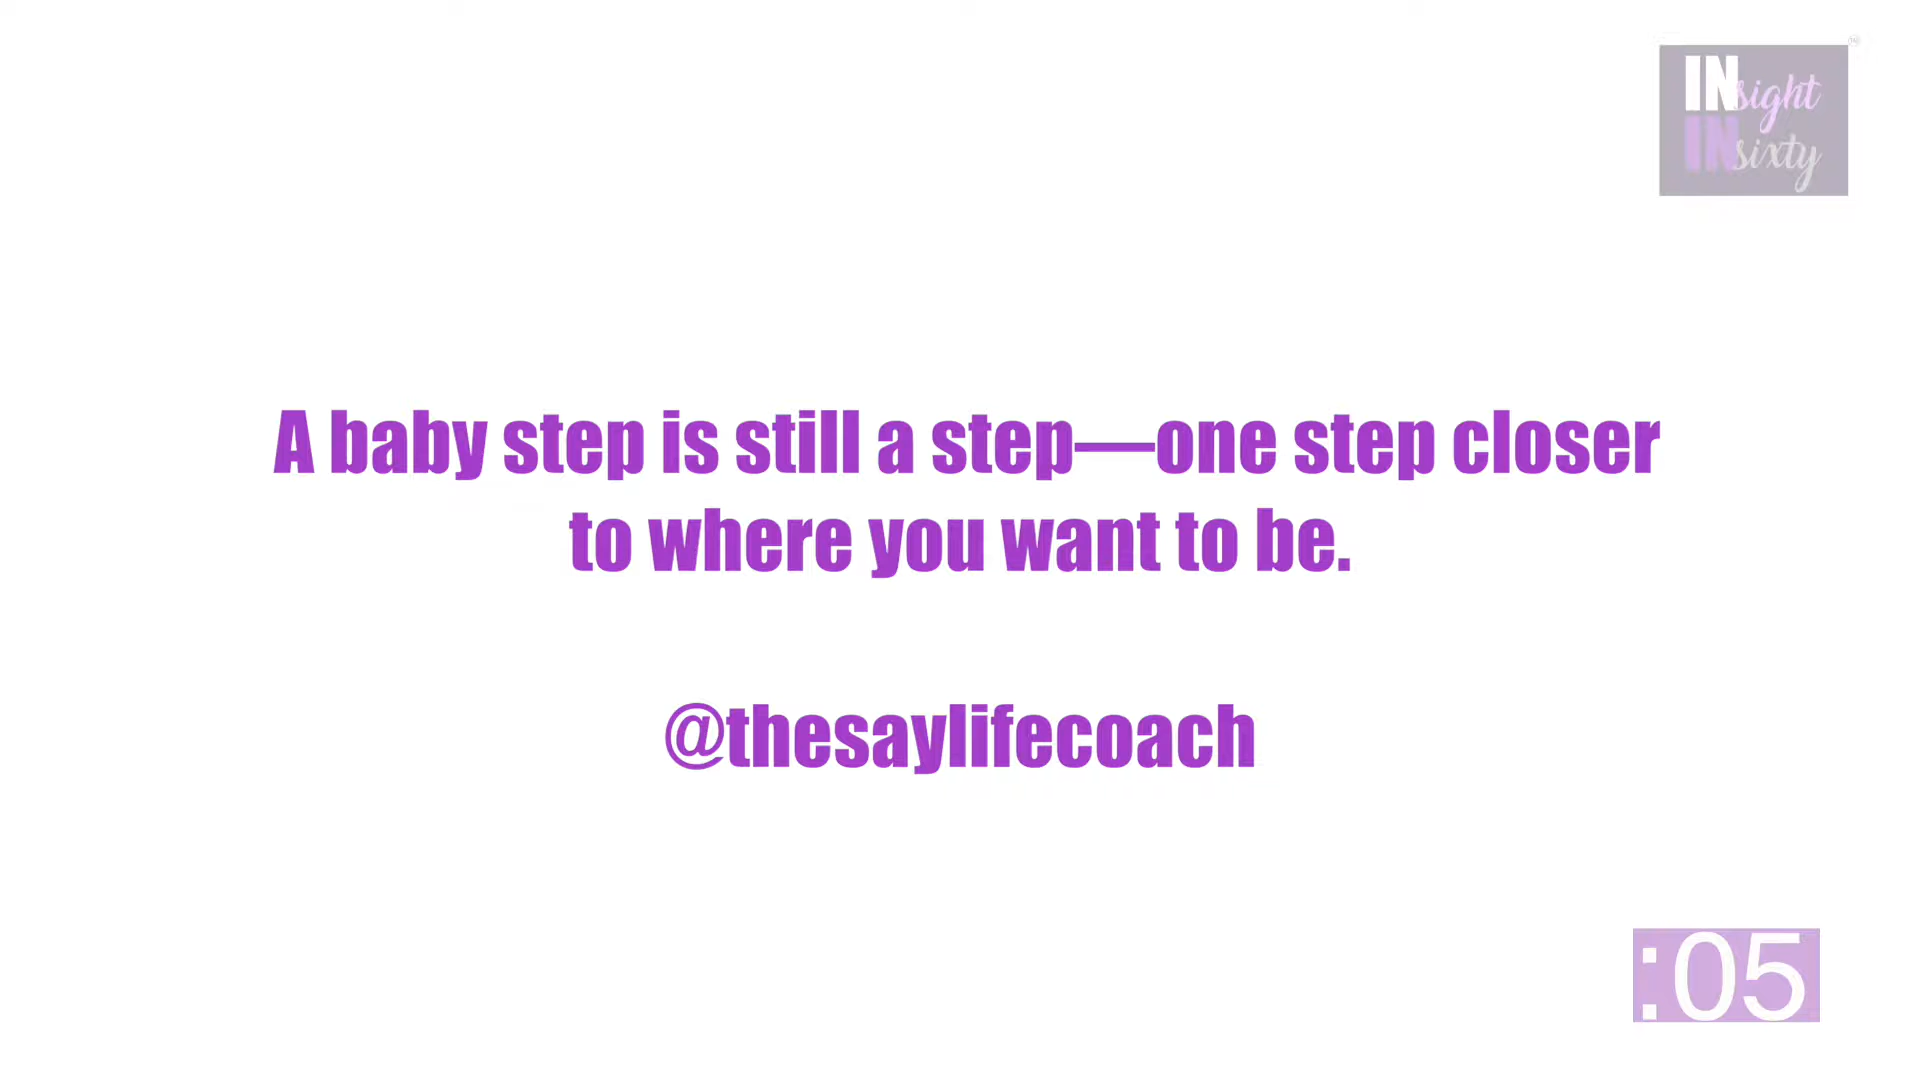 INsight
INsixty
A baby step is still a step—one step closer
to where you want to be.
@thesaylifecoach
:05